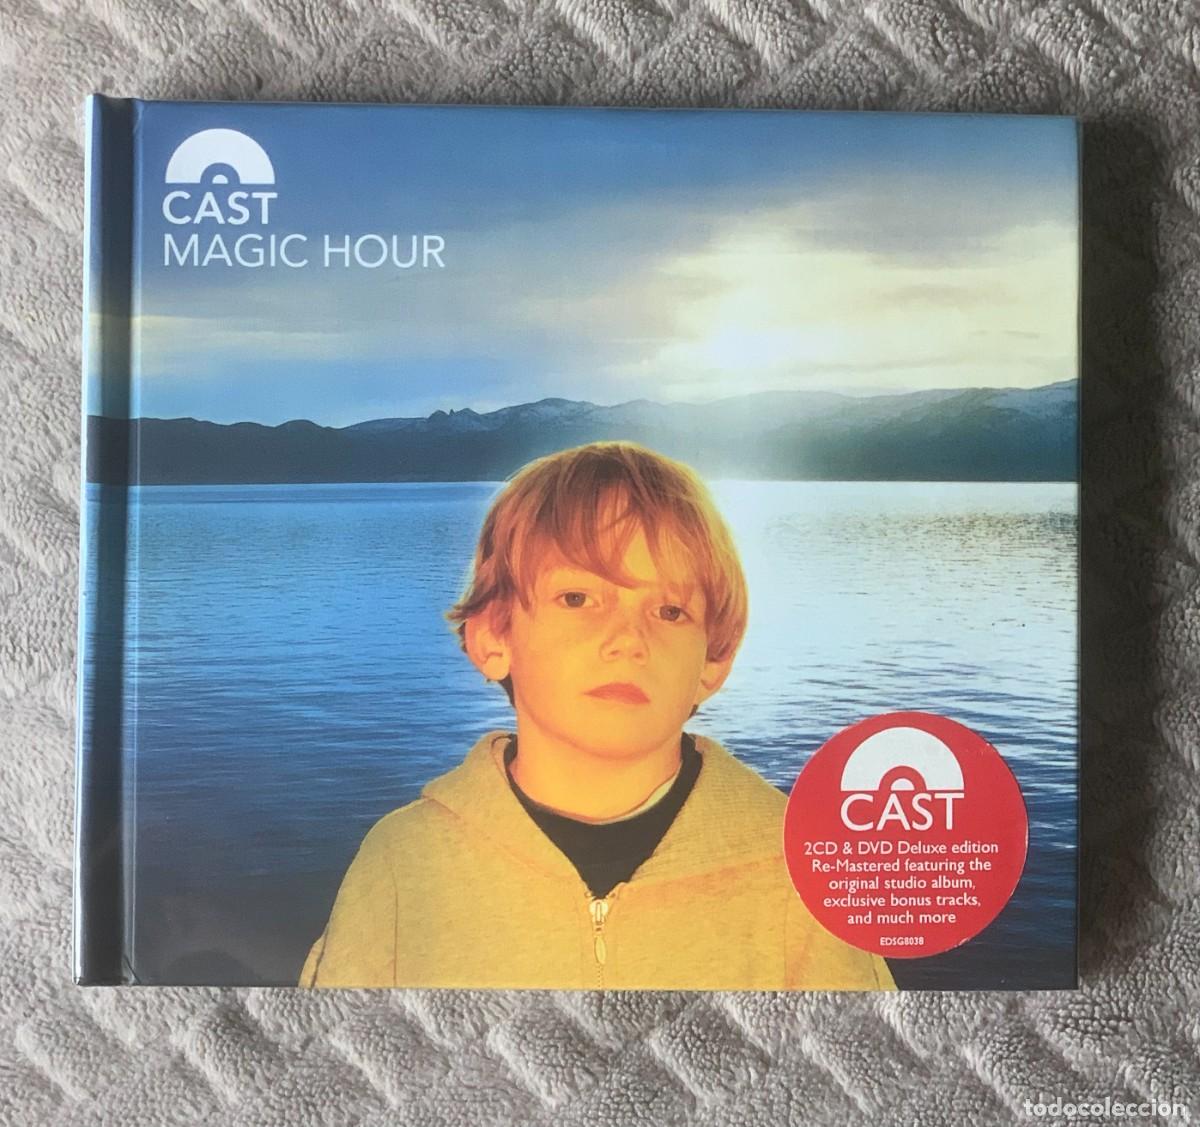 CAST
MAGIC HOUR
CAST
2CD & DVD Deluxe edition
Re-Mastered featuring the
original studio album,
exclusive bonus tracks,
and much more
EDSG8038
todocoleccion